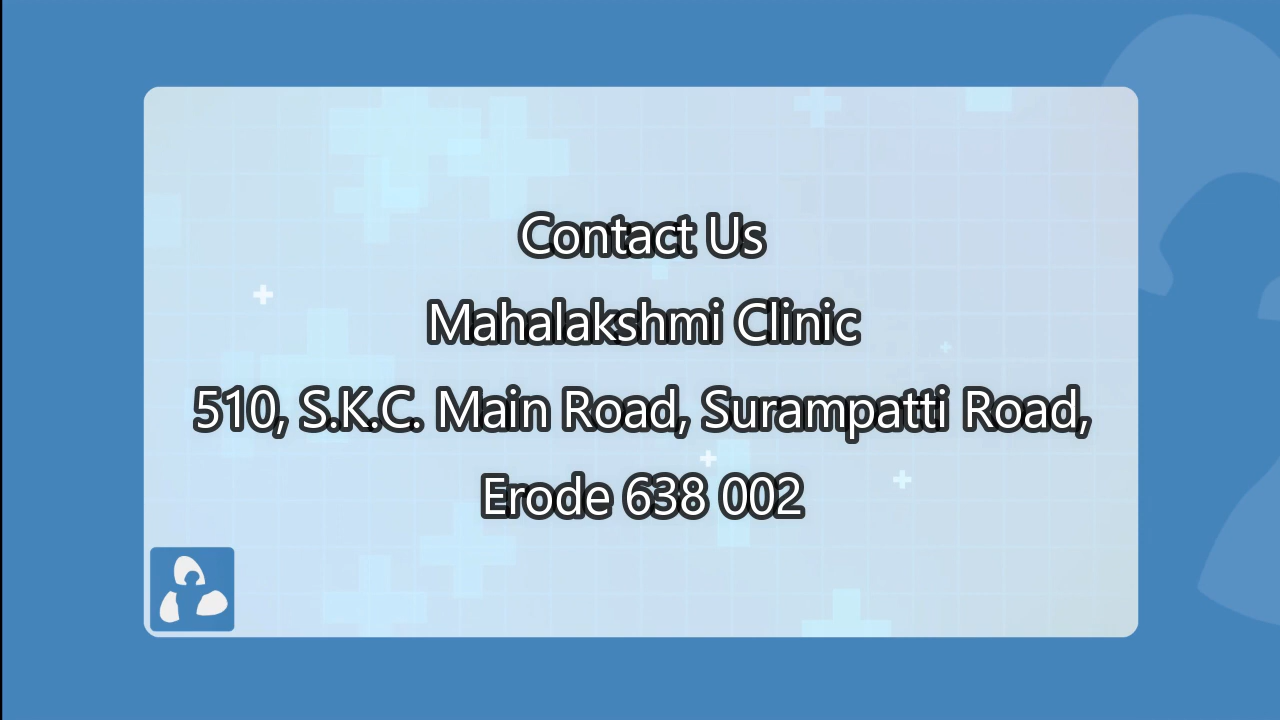 Contact Us
Mahalakshmi Clinic
510, S.K.C. Main Road, Surampatti Road,
Erode 638 002